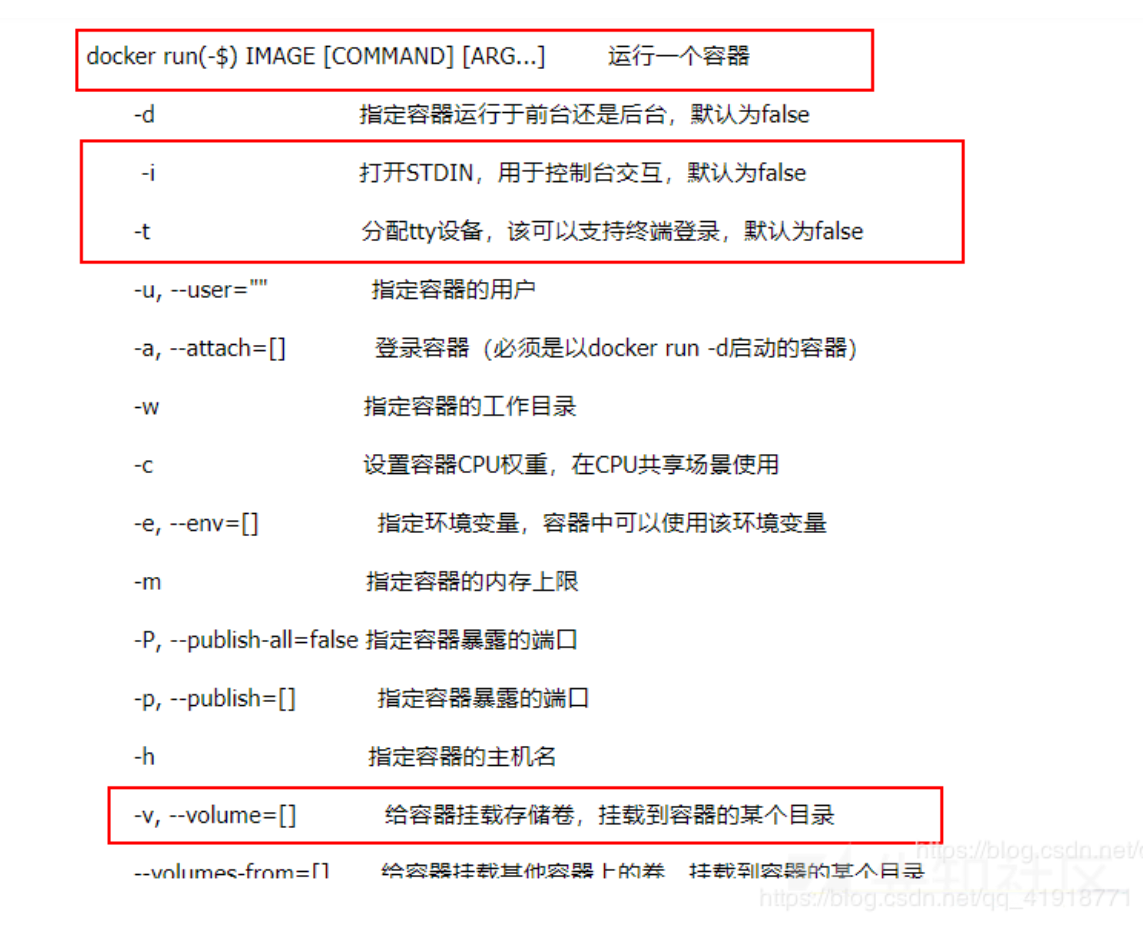 docker run(-$) IMAGE [COMMAND] [ARG...] 运行一个容器
-d 指定容器运行于前台还是后台，默认为false
-i 打开STDIN，用于控制台交互，默认为false
-t 分配tty设备，该可以支持终端登录，默认为false
-u, --user="" 指定容器的用户
-a, --attach=[] 登录容器（必须是以docker run -d启动的容器）
-w 指定容器的工作目录
-c 设置容器CPU权重，在CPU共享场景使用
-e, --env=[] 指定环境变量，容器中可以使用该环境变量
-m 指定容器的内存上限
-P, --publish-all=false 指定容器暴露的端口
-p, --publish=[] 指定容器暴露的端口
-h 指定容器的主机名
-v, --volume=[] 给容器挂载存储卷，挂载到容器的某个目录
--volumes-from=[] 给容器挂载其他容器上的卷，挂载到容器的某个目录
https://blog.csdn.net/
https://blog.csdn.net/qq_41918771